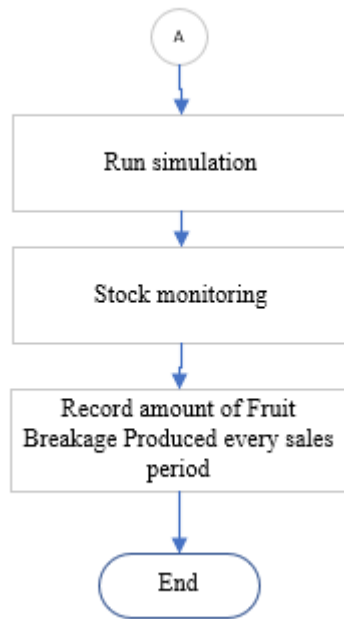 A
Run simulation
Stock monitoring
Record amount of Fruit
Breakage Produced every sales
period
End